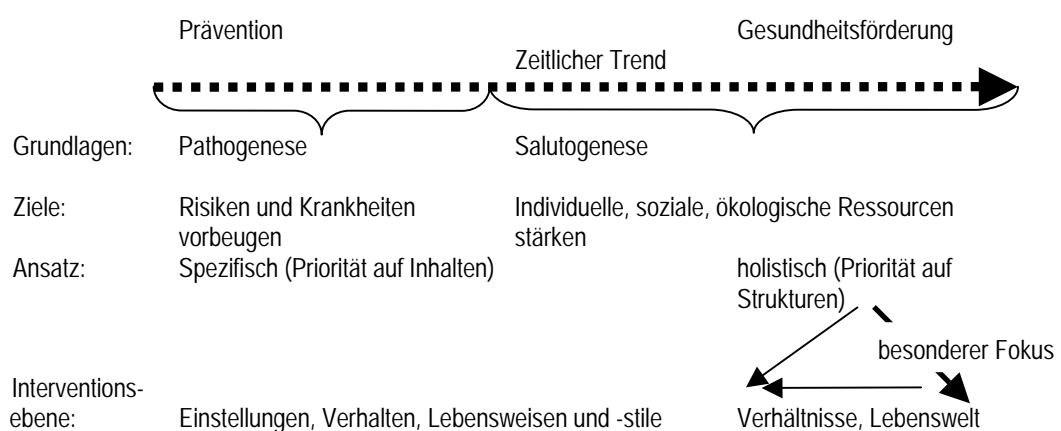 Prävention Gesundheitsförderung
Zeitlicher Trend
Grundlagen: Pathogenese Salutogenese
Ziele: Risiken und Krankheiten Individuelle, soziale, ökologische Ressourcen
vorbeugen stärken
Ansatz: Spezifisch (Priorität auf Inhalten) holistisch (Priorität auf
Strukturen)
besonderer Fokus
Interventions-
ebene: Einstellungen, Verhalten, Lebensweisen und -stile Verhältnisse, Lebenswelt